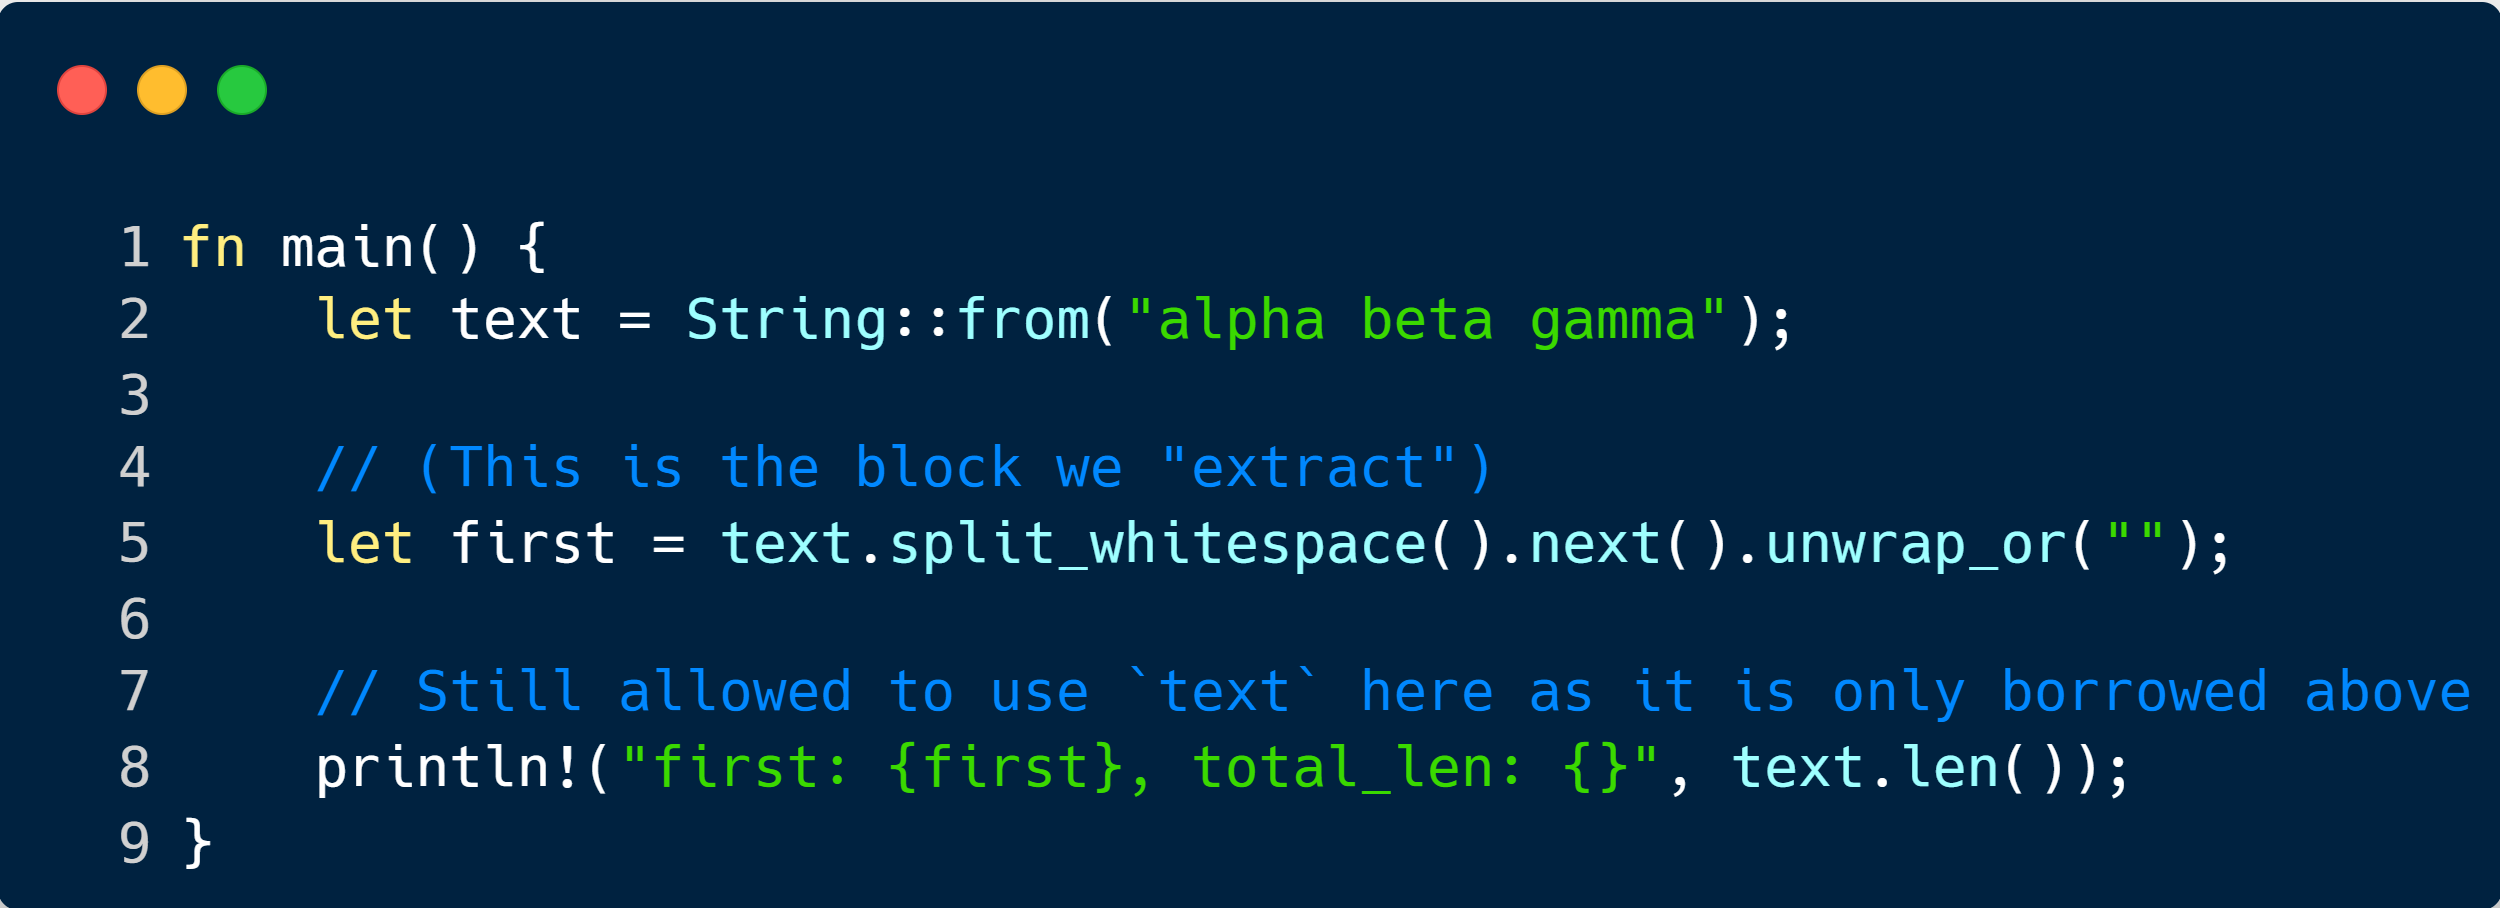 1 fn main() {
2     let text = String::from("alpha beta gamma");
3
4     // (This is the block we "extract")
5     let first = text.split_whitespace().next().unwrap_or("");
6
7     // Still allowed to use `text` here as it is only borrowed above
8     println!("first: {first}, total_len: {}", text.len());
9 }